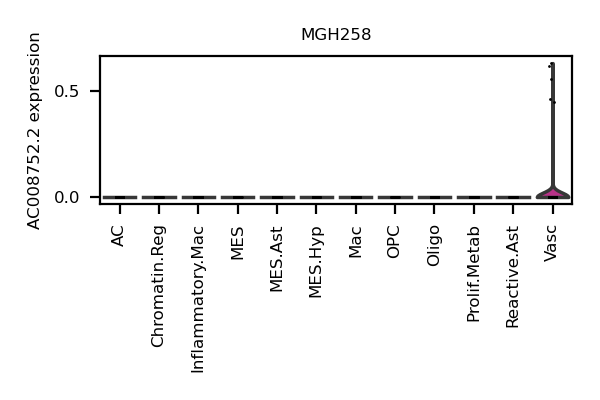 MGH258
AC008752.2 expression
0.5
0.0
AC
Chromatin.Reg
Inflammatory.Mac
MES
MES.Ast
MES.Hyp
Mac
OPC
Oligo
Prolif.Metab
Reactive.Ast
Vasc